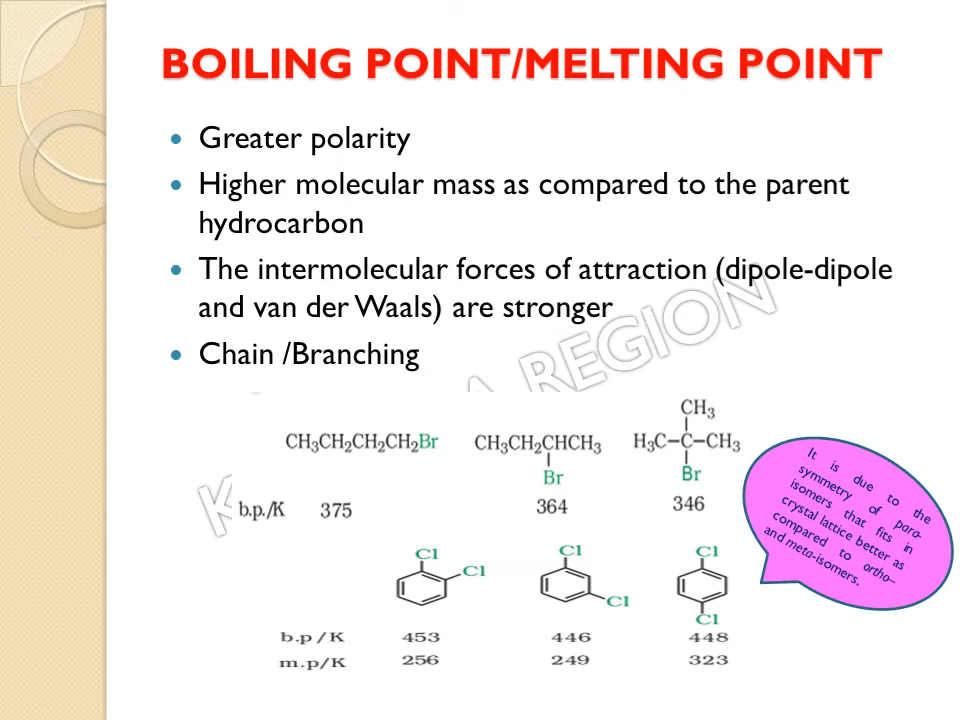 BOILING POINT/MELTING POINT
• Greater polarity
• Higher molecular mass as compared to the parent
hydrocarbon
• The intermolecular forces of attraction (dipole-dipole
and van der Waals) are stronger
• Chain /Branching
A REGION
K
CH₃
CH₃CH₂CH₂CH₂Br CH₃CH₂CHCH₃ H₃C–C–CH₃
Br Br
b.p./K 375 364 346
It is due to the
symmetry of para-
isomers that fits in
crystal lattice better as
compared to ortho–
and meta-isomers.
Cl Cl Cl
Cl
Cl
Cl
b.p/K 453 446 448
m.p/K 256 249 323